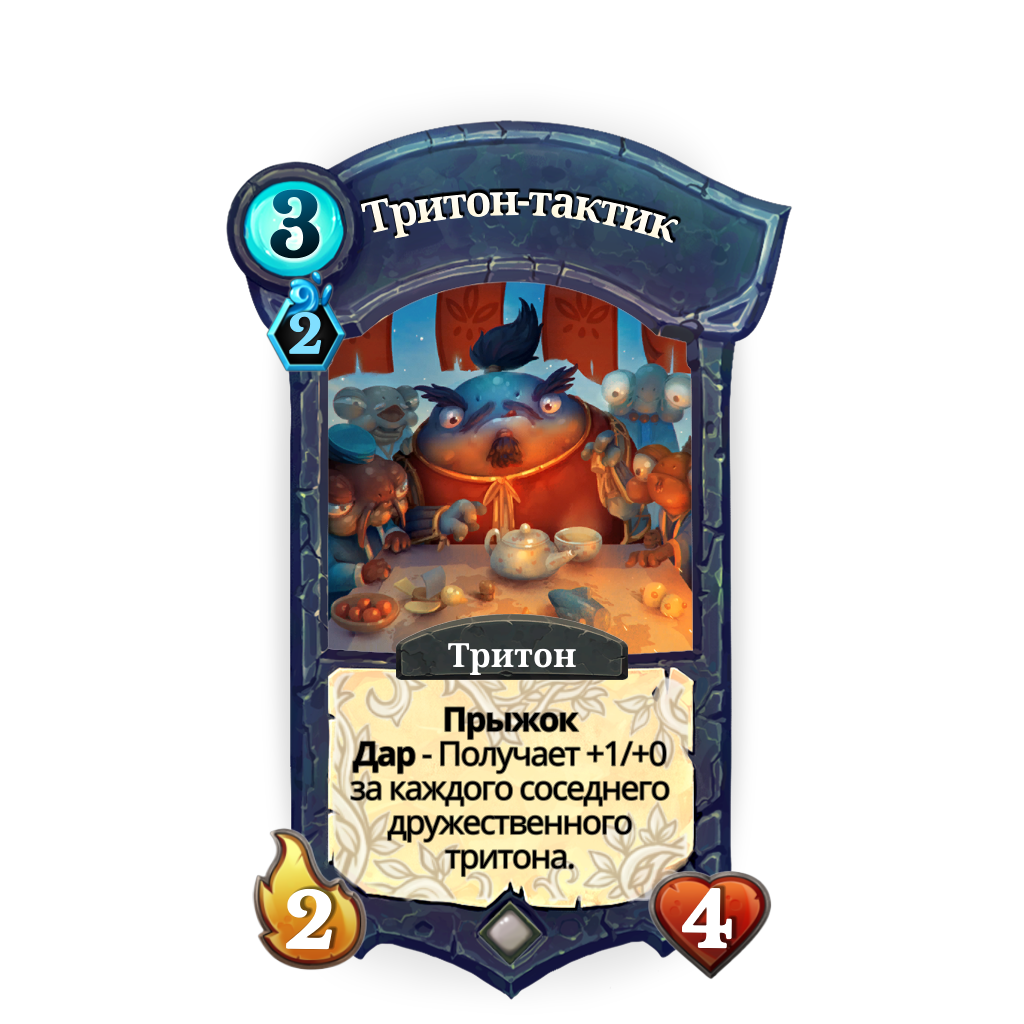 3
Тритон-тактик
2
Тритон
Прыжок
Дар - Получает +1/+0
за каждого соседнего
дружественного
тритона.
2
4